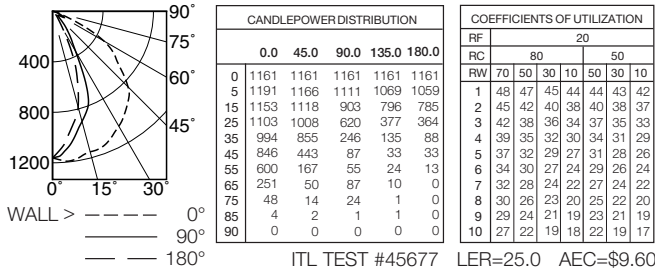 90°
75°
60°
45°
400
800
1200
0° 15° 30°
WALL > 0°
90°
180°
CANDLEPOWER DISTRIBUTION
0.0 45.0 90.0 135.0 180.0
0 1161 1161 1161 1161 1161
5 1191 1166 1111 1069 1059
15 1153 1118 903 796 785
25 1103 1008 620 377 364
35 994 855 246 135 88
45 846 443 87 33 33
55 600 167 55 24 13
65 251 50 87 10 0
75 48 14 24 1 0
85 4 2 1 1 0
90 0 0 0 0 0
ITL TEST #45677
COEFFICIENTS OF UTILIZATION
RF 20
RC 80 50
RW 70 50 30 10 50 30 10
1 48 47 45 44 44 43 42
2 45 42 40 38 40 38 37
3 42 38 36 34 37 35 33
4 39 35 32 30 34 31 29
5 37 32 29 27 31 28 26
6 34 30 27 24 29 26 24
7 32 28 24 22 27 24 22
8 30 26 23 20 25 22 20
9 29 24 21 19 23 21 19
10 27 22 19 18 22 19 17
LER=25.0 AEC=$9.60